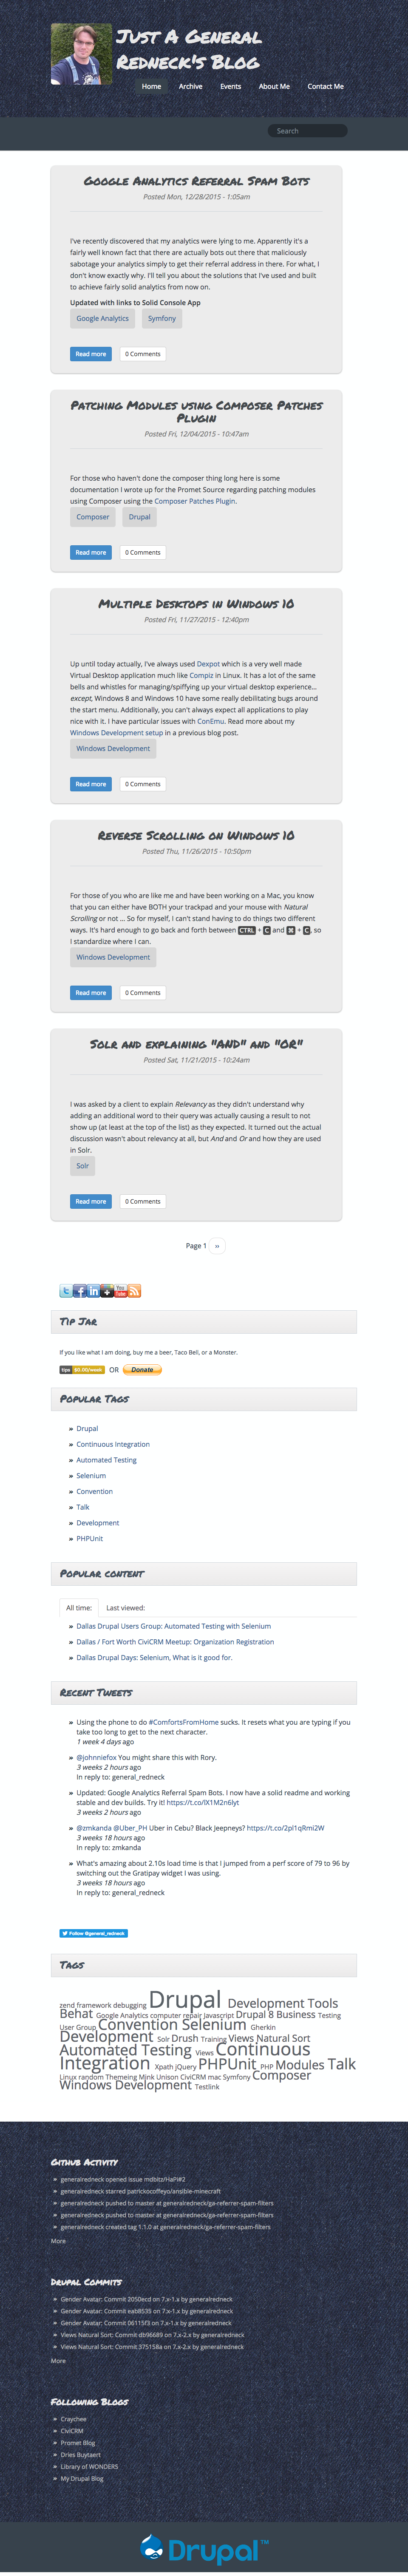 Just A General
Redneck's Blog
Home Archive Events About Me Contact Me
Search
Google Analytics Referral Spam Bots
Posted Mon, 12/28/2015 - 1:05am
I've recently discovered that my analytics were lying to me. Apparently it's a
fairly well known fact that there are actually bots out there that maliciously
sabotage your analytics simply to get their referral address in there. For what, I
don't know exactly why. I'll tell you about the solutions that I've used and built
to achieve fairly solid analytics from now on.
Updated with links to Solid Console App
Google Analytics Symfony
Read more 0 Comments
Patching Modules using Composer Patches
Plugin
Posted Fri, 12/04/2015 - 10:47am
For those who haven't done the composer thing long here is some
documentation I wrote up for the Promet Source regarding patching modules
using Composer using the Composer Patches Plugin.
Composer Drupal
Read more 0 Comments
Multiple Desktops in Windows 10
Posted Fri, 11/27/2015 - 12:40pm
Up until today actually, I've always used Dexpot which is a very well made
Virtual Desktop application much like Compiz in Linux. It has a lot of the same
bells and whistles for managing/spiffying up your virtual desktop experience...
except, Windows 8 and Windows 10 have some really debilitating bugs around
the start menu. Additionally, you can't always expect all applications to play
nice with it. I have particular issues with ConEmu. Read more about my
Windows Development setup in a previous blog post.
Windows Development
Read more 0 Comments
Reverse Scrolling on Windows 10
Posted Thu, 11/26/2015 - 10:50pm
For those of you who are like me and have been working on a Mac, you know
that you can either have BOTH your trackpad and your mouse with Natural
Scrolling or not ... So for myself, I can't stand having to do things two different
ways. It's hard enough to go back and forth between CTRL + C and ⌘ + C, so
I standardize where I can.
Windows Development
Read more 0 Comments
Solr and explaining "AND" and "OR"
Posted Sat, 11/21/2015 - 10:24am
I was asked by a client to explain Relevancy as they didn't understand why
adding an additional word to their query was actually causing a result to not
show up (at least at the top of the list) as they expected. It turned out the actual
discussion wasn't about relevancy at all, but And and Or and how they are used
in Solr.
Solr
Read more 0 Comments
Page 1 ››
You
Tube
Tip Jar
If you like what I am doing, buy me a beer, Taco Bell, or a Monster.
tips $0.00/week OR Donate
Popular Tags
» Drupal
» Continuous Integration
» Automated Testing
» Selenium
» Convention
» Talk
» Development
» PHPUnit
Popular content
All time: Last viewed:
» Dallas Drupal Users Group: Automated Testing with Selenium
» Dallas / Fort Worth CiviCRM Meetup: Organization Registration
» Dallas Drupal Days: Selenium, What is it good for.
Recent Tweets
» Using the phone to do #ComfortsFromHome sucks. It resets what you are typing if you
take too long to get to the next character.
1 week 4 days ago
» @johnniefox You might share this with Rory.
3 weeks 2 hours ago
In reply to: general_redneck
» Updated: Google Analytics Referral Spam Bots. I now have a solid readme and working
stable and dev builds. Try it! https://t.co/lX1M2n6lyt
3 weeks 2 hours ago
» @zmkanda @Uber_PH Uber in Cebu? Black Jeepneys? https://t.co/2pl1qRmi2W
3 weeks 18 hours ago
In reply to: zmkanda
» What's amazing about 2.10s load time is that I jumped from a perf score of 79 to 96 by
switching out the Gratipay widget I was using.
3 weeks 18 hours ago
In reply to: general_redneck
Follow @general_redneck
Tags
zend framework debugging Drupal Development Tools
Behat Google Analytics computer repair javascript Drupal 8 Business Testing
User Group Convention Selenium Gherkin
Development Solr Drush Training Views Natural Sort
Automated Testing Views Continuous
Integration Xpath jQuery PHPUnit PHP Modules Talk
Linux random Themeing Mink Unison CiviCRM mac Symfony Composer
Windows Development Testlink
Github Activity
» generalredneck opened issue mdbitz/HaPi#2
» generalredneck starred patrickocoffeyo/ansible-minecraft
» generalredneck pushed to master at generalredneck/ga-referrer-spam-filters
» generalredneck pushed to master at generalredneck/ga-referrer-spam-filters
» generalredneck created tag 1.1.0 at generalredneck/ga-referrer-spam-filters
More
Drupal Commits
» Gender Avatar: Commit 2050ecd on 7.x-1.x by generalredneck
» Gender Avatar: Commit eab8535 on 7.x-1.x by generalredneck
» Gender Avatar: Commit 06115f3 on 7.x-1.x by generalredneck
» Views Natural Sort: Commit db96689 on 7.x-2.x by generalredneck
» Views Natural Sort: Commit 375158a on 7.x-2.x by generalredneck
More
Following Blogs
» Craychee
» CiviCRM
» Promet Blog
» Dries Buytaert
» Library of WONDERS
» My Drupal Blog
Drupal™